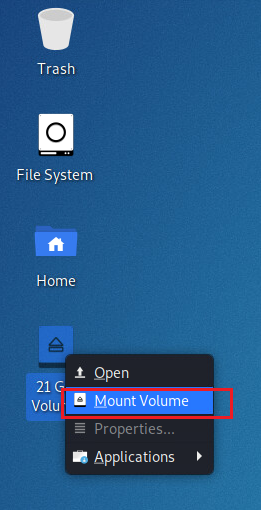 Trash
File System
Home
21 G
Volu
Open
Mount Volume
Properties...
Applications